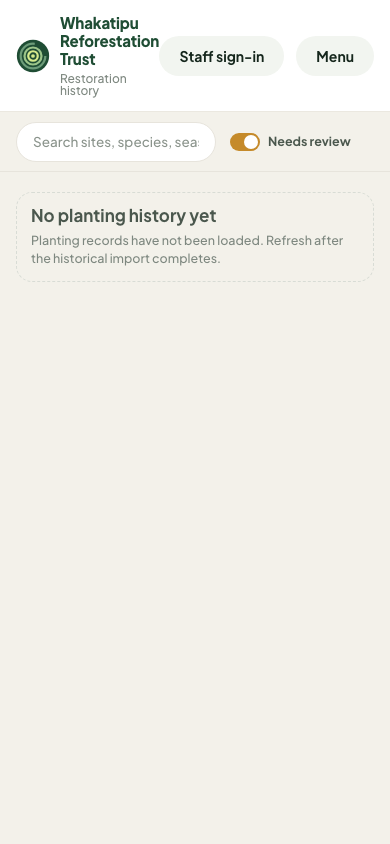 Whakatipu
Reforestation
Trust
Restoration
history
Staff sign-in
Menu
Search sites, species, sea
Needs review
No planting history yet
Planting records have not been loaded. Refresh after
the historical import completes.